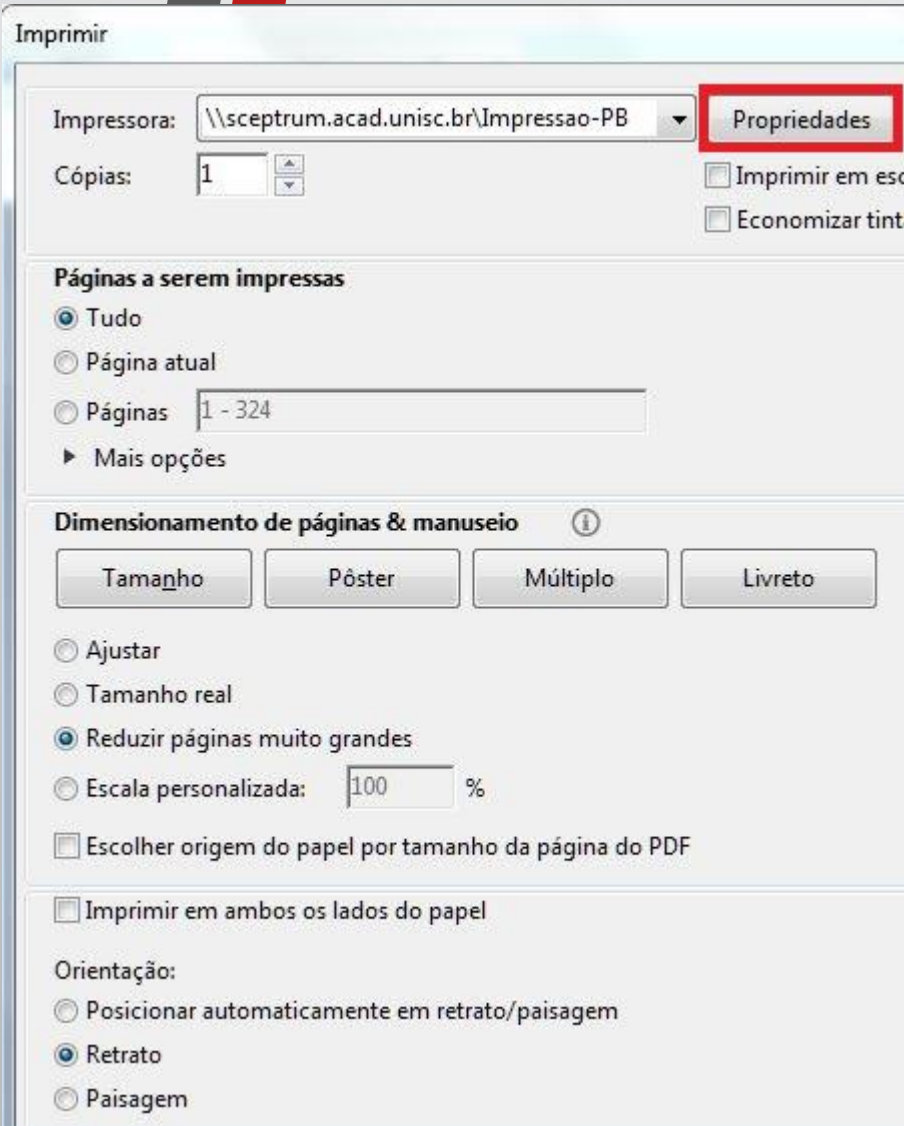 Imprimir
Impressora: \\sceptrum.acad.unisc.br\Impressao-PB Propriedades
Cópias: 1 Imprimir em esc
Economizar tint
Páginas a serem impressas
Tudo
Página atual
Páginas 1 - 324
Mais opções
Dimensionamento de páginas & manuseio
Tamanho Pôster Múltiplo Livreto
Ajustar
Tamanho real
Reduzir páginas muito grandes
Escala personalizada: 100 %
Escolher origem do papel por tamanho da página do PDF
Imprimir em ambos os lados do papel
Orientação:
Posicionar automaticamente em retrato/paisagem
Retrato
Paisagem